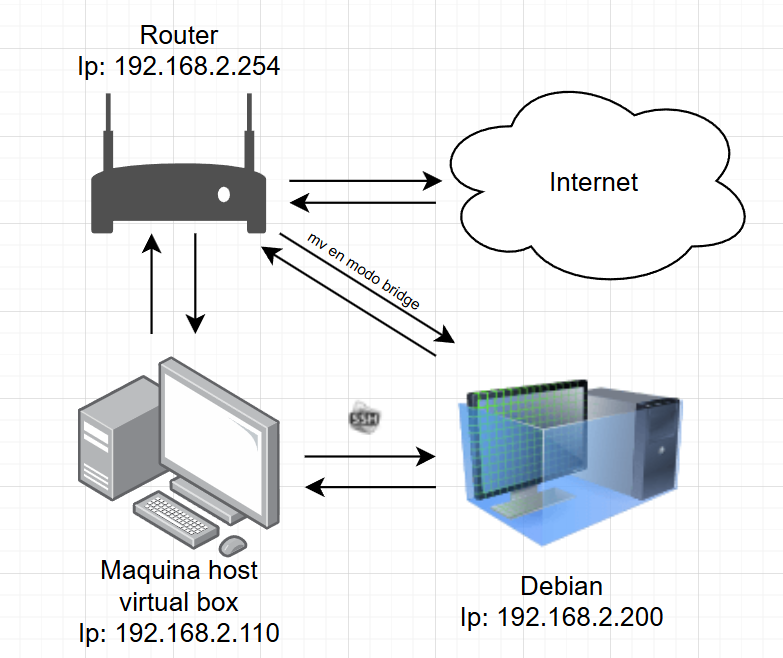 Router
Ip: 192.168.2.254
Internet
mv en modo bridge
SSH
Maquina host
virtual box
Ip: 192.168.2.110
Debian
Ip: 192.168.2.200